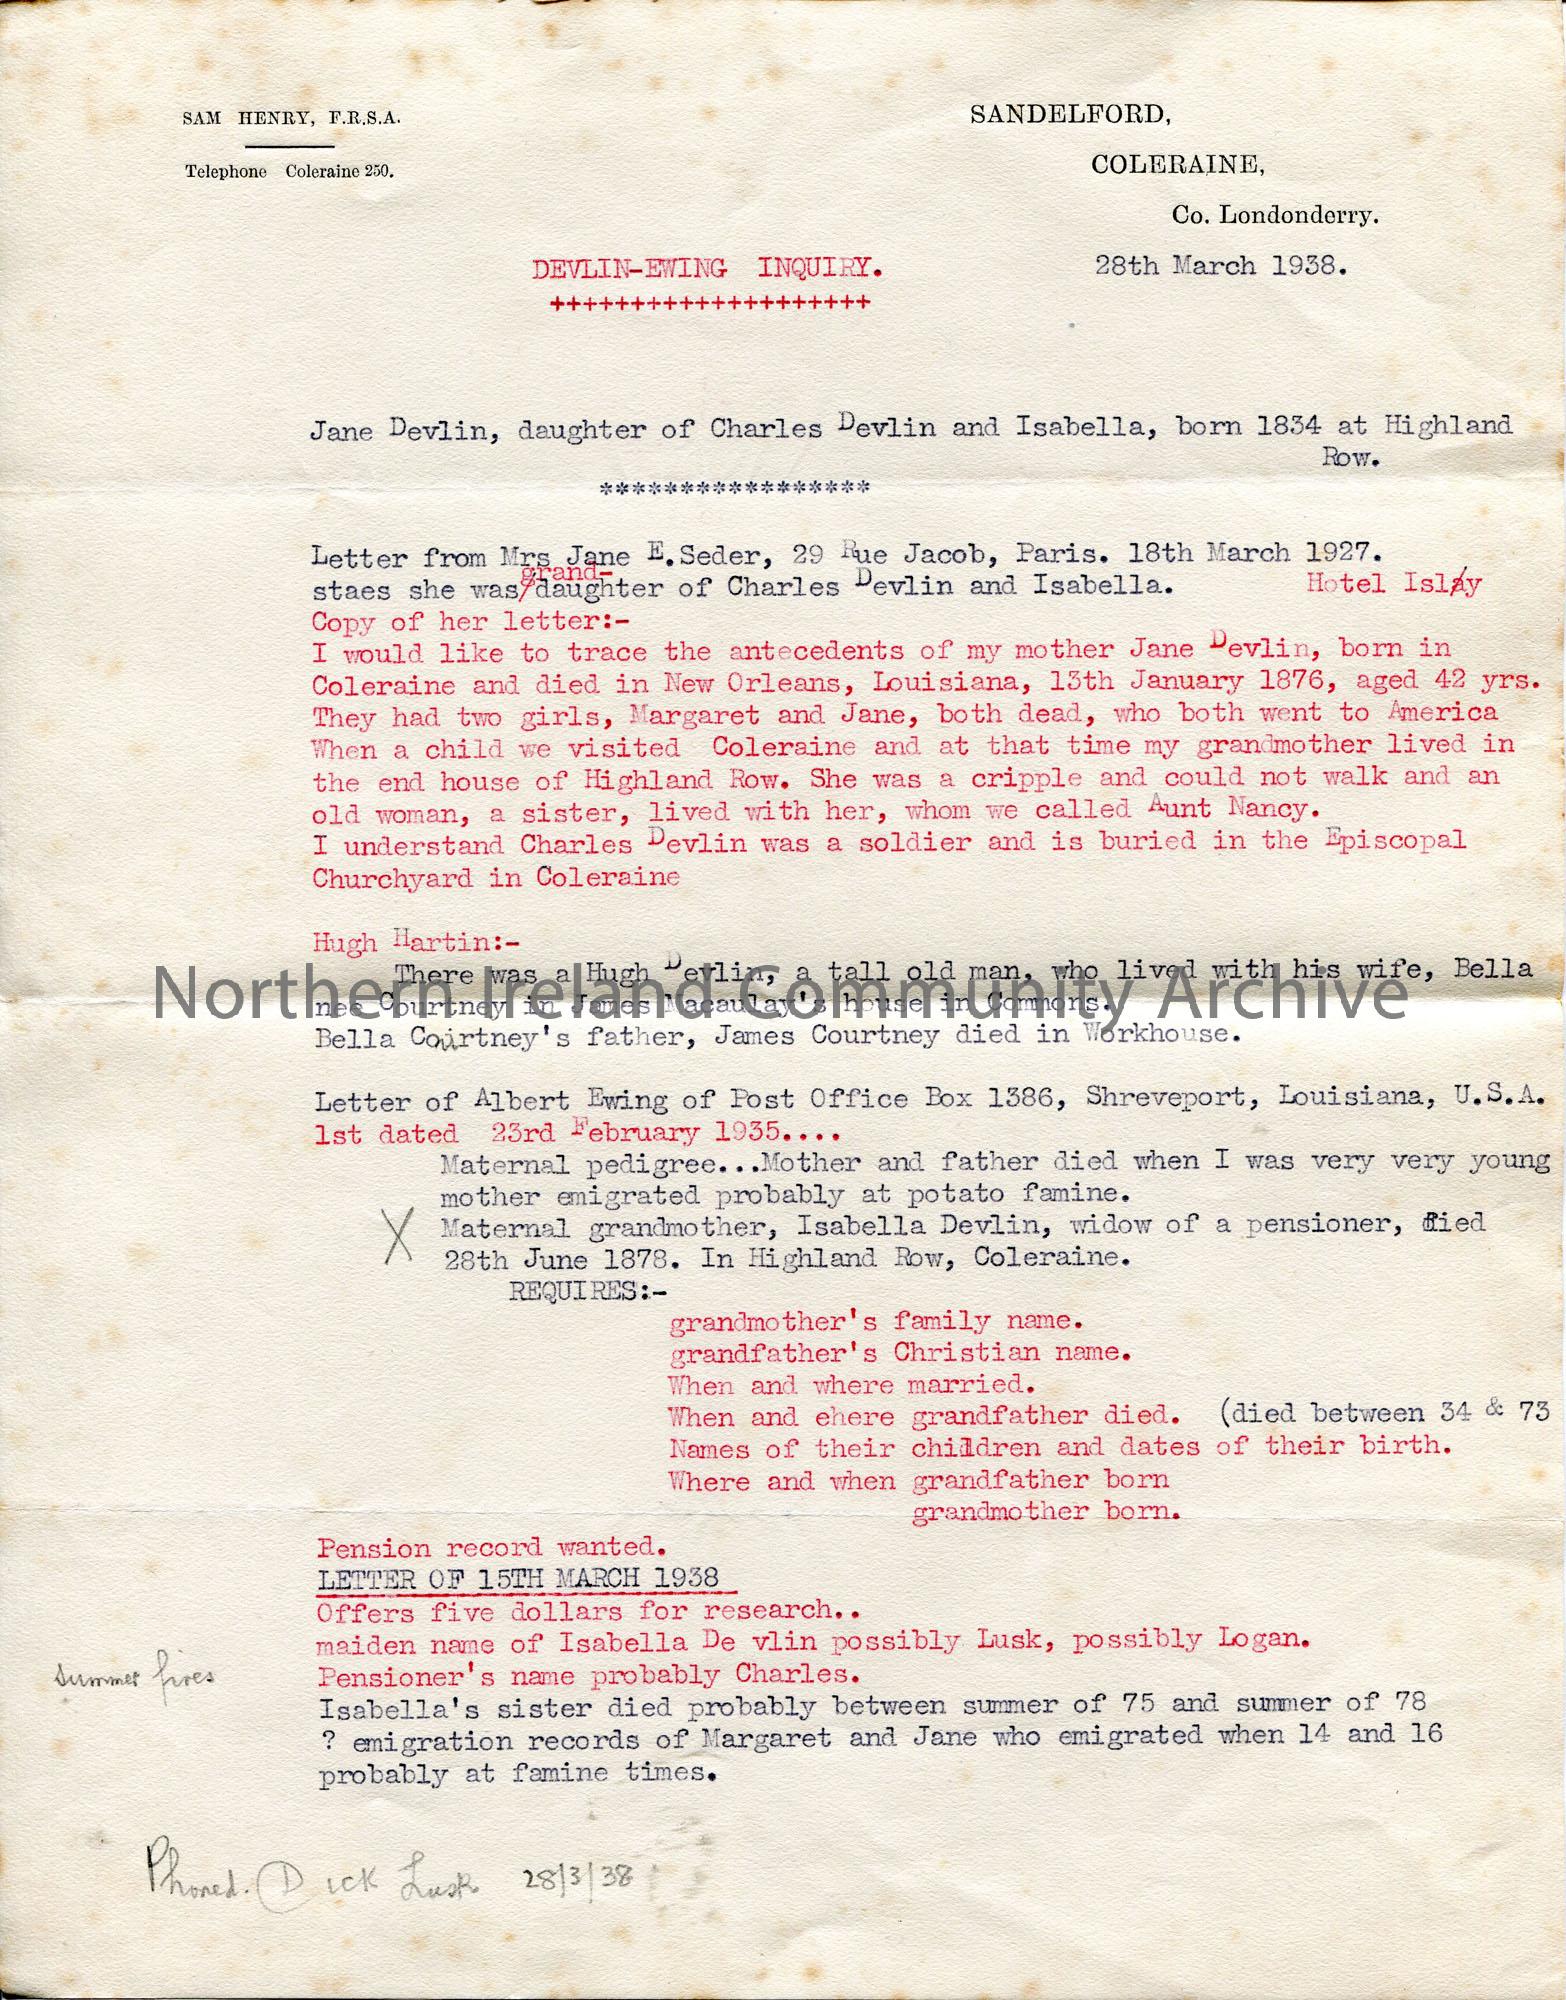 SAM HENRY, F.R.S.A.
Telephone Coleraine 250.
SANDELFORD,
COLERAINE,
Co. Londonderry.
28th March 1938.
DEVLIN-EWING INQUIRY.
++++++++++++++++++++
Jane Devlin, daughter of Charles Devlin and Isabella, born 1834 at Highland
Row.
*****************
Letter from Mrs Jane E.Seder, 29 Rue Jacob, Paris. 18th March 1927.
grand-
staes she was/daughter of Charles Devlin and Isabella. Hotel Islay
Copy of her letter:-
I would like to trace the antecedents of my mother Jane Devlin, born in
Coleraine and died in New Orleans, Louisiana, 13th January 1876, aged 42 yrs.
They had two girls, Margaret and Jane, both dead, who both went to America
When a child we visited Coleraine and at that time my grandmother lived in
the end house of Highland Row. She was a cripple and could not walk and an
old woman, a sister, lived with her, whom we called Aunt Nancy.
I understand Charles Devlin was a soldier and is buried in the Episcopal
Churchyard in Coleraine
Hugh Hartin:-
There was a Hugh Devlin, a tall old man, who lived with his wife, Bella
nee Courtney in James Macaulay's house in Commons.
Northern Ireland Community Archive
Bella Courtney's father, James Courtney died in Workhouse.
Letter of Albert Ewing of Post Office Box 1386, Shreveport, Louisiana, U.S.A.
1st dated 23rd February 1935....
Maternal pedigree...Mother and father died when I was very very young
mother emigrated probably at potato famine.
X Maternal grandmother, Isabella Devlin, widow of a pensioner, died
28th June 1878. In Highland Row, Coleraine.
REQUIRES:-
grandmother's family name.
grandfather's Christian name.
When and where married.
When and ehere grandfather died. (died between 34 & 73
Names of their children and dates of their birth.
Where and when grandfather born
grandmother born.
Pension record wanted.
LETTER OF 15TH MARCH 1938
Offers five dollars for research..
maiden name of Isabella De vlin possibly Lusk, possibly Logan.
Pensioner's name probably Charles.
summer fires
Isabella's sister died probably between summer of 75 and summer of 78
? emigration records of Margaret and Jane who emigrated when 14 and 16
probably at famine times.
Phoned. Dick Lusk 28/3/38